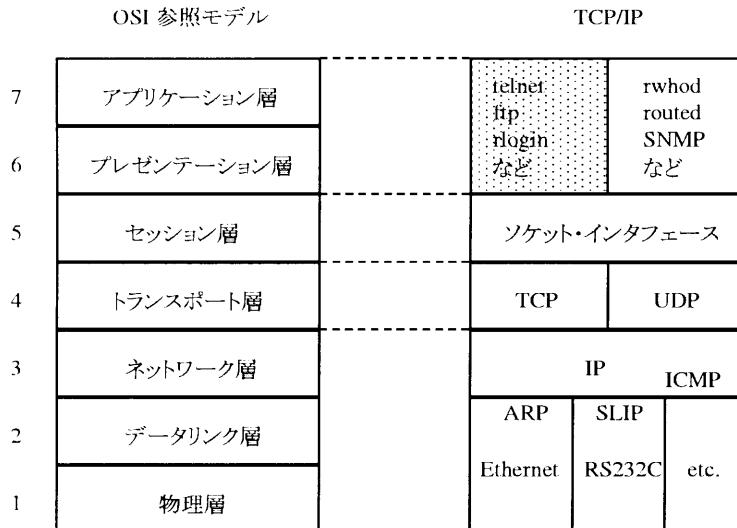 OSI 参照モデル
TCP/IP
7
アプリケーション層
telnet
ftp
rlogin
など
rwhod
routed
SNMP
など
6
プレゼンテーション層
5
セッション層
ソケット・インタフェース
4
トランスポート層
TCP
UDP
3
ネットワーク層
IP
ICMP
2
データリンク層
ARP
SLIP
Ethernet
RS232C
etc.
1
物理層